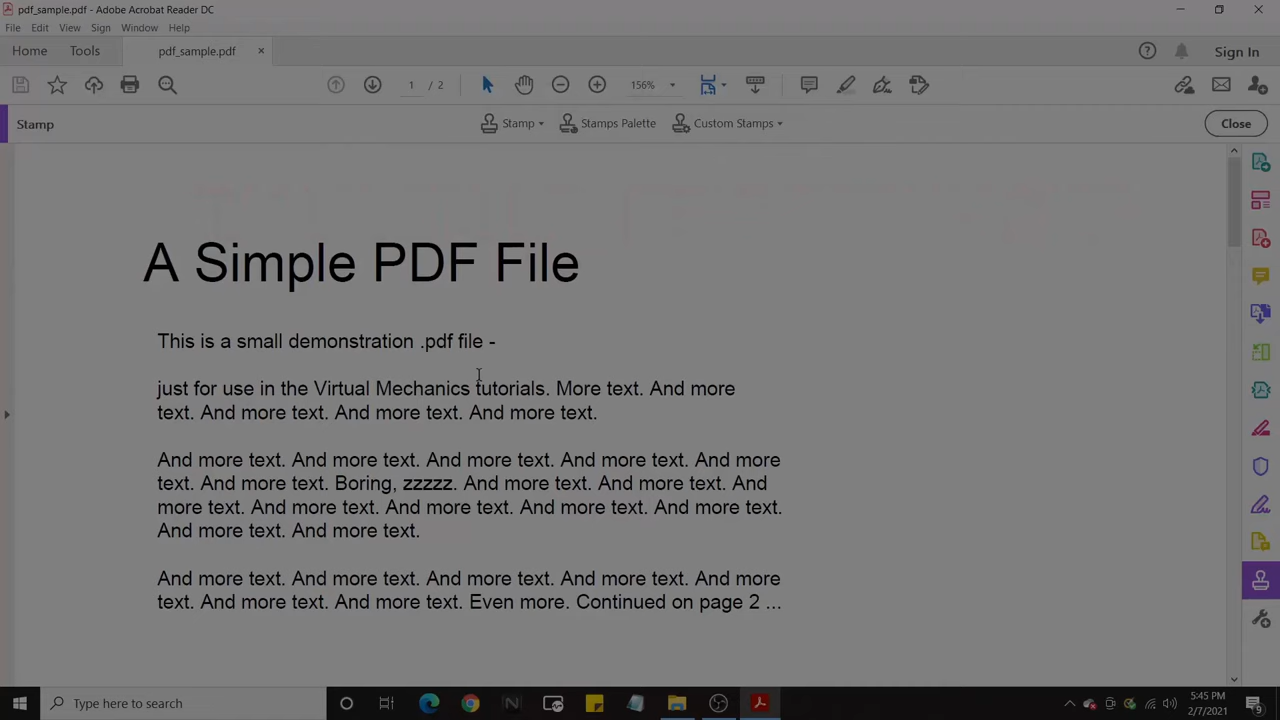 pdf_sample.pdf - Adobe Acrobat Reader DC
File Edit View Sign Window Help
Home Tools pdf_sample.pdf × Sign In
1 / 2 156%
Stamp Stamp Stamps Palette Custom Stamps Close
A Simple PDF File
This is a small demonstration .pdf file -
just for use in the Virtual Mechanics tutorials. More text. And more
text. And more text. And more text. And more text.
And more text. And more text. And more text. And more text. And more
text. And more text. Boring, zzzzz. And more text. And more text. And
more text. And more text. And more text. And more text. And more text.
And more text. And more text.
And more text. And more text. And more text. And more text. And more
text. And more text. And more text. Even more. Continued on page 2 ...
Type here to search
5:45 PM
2/7/2021
9